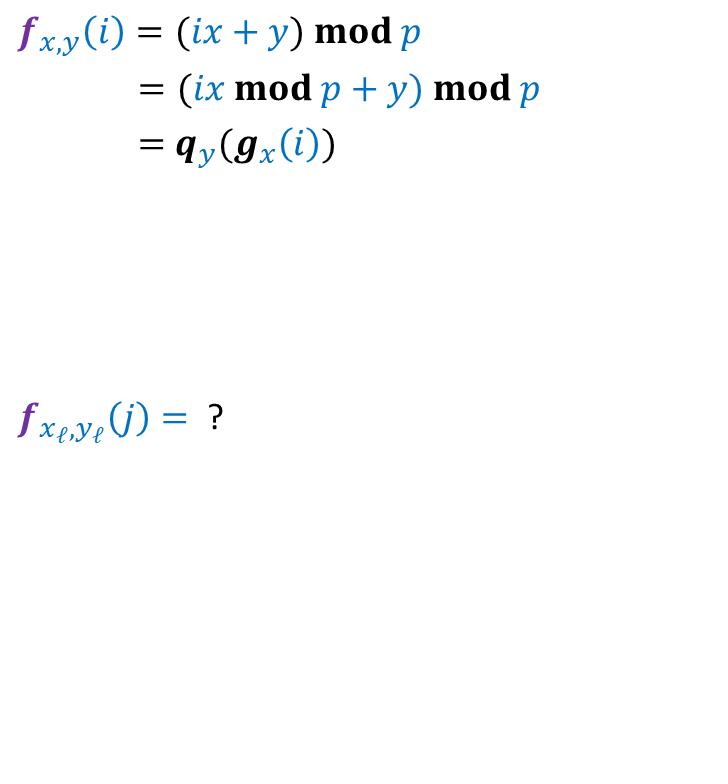 f_{x,y}(i) = (ix + y) mod p
= (ix mod p + y) mod p
= q_y(g_x(i))
f_{x_ℓ,y_ℓ}(j) = ?